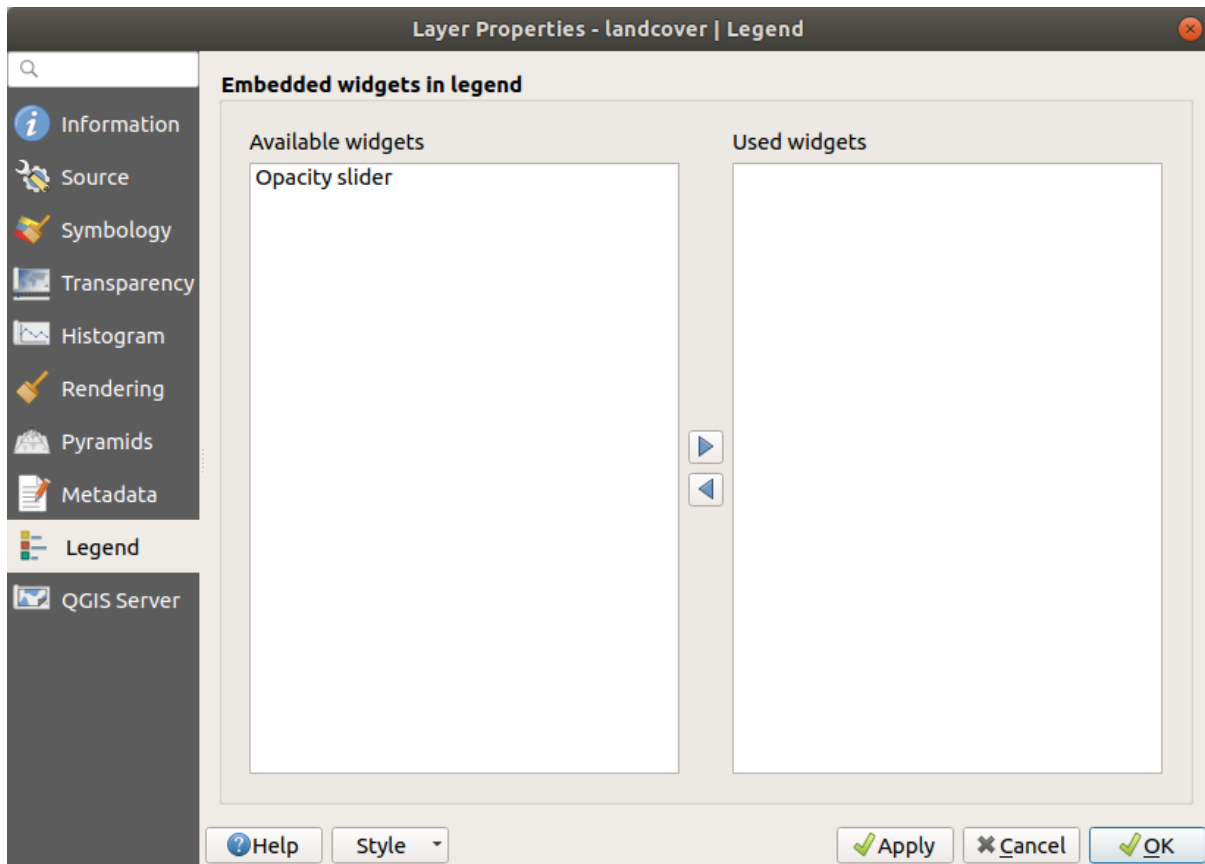 Layer Properties - landcover | Legend
Information
Source
Symbology
Transparency
Histogram
Rendering
Pyramids
Metadata
Legend
QGIS Server
Embedded widgets in legend
Available widgets
Opacity slider
Used widgets
Help
Style
Apply
Cancel
OK